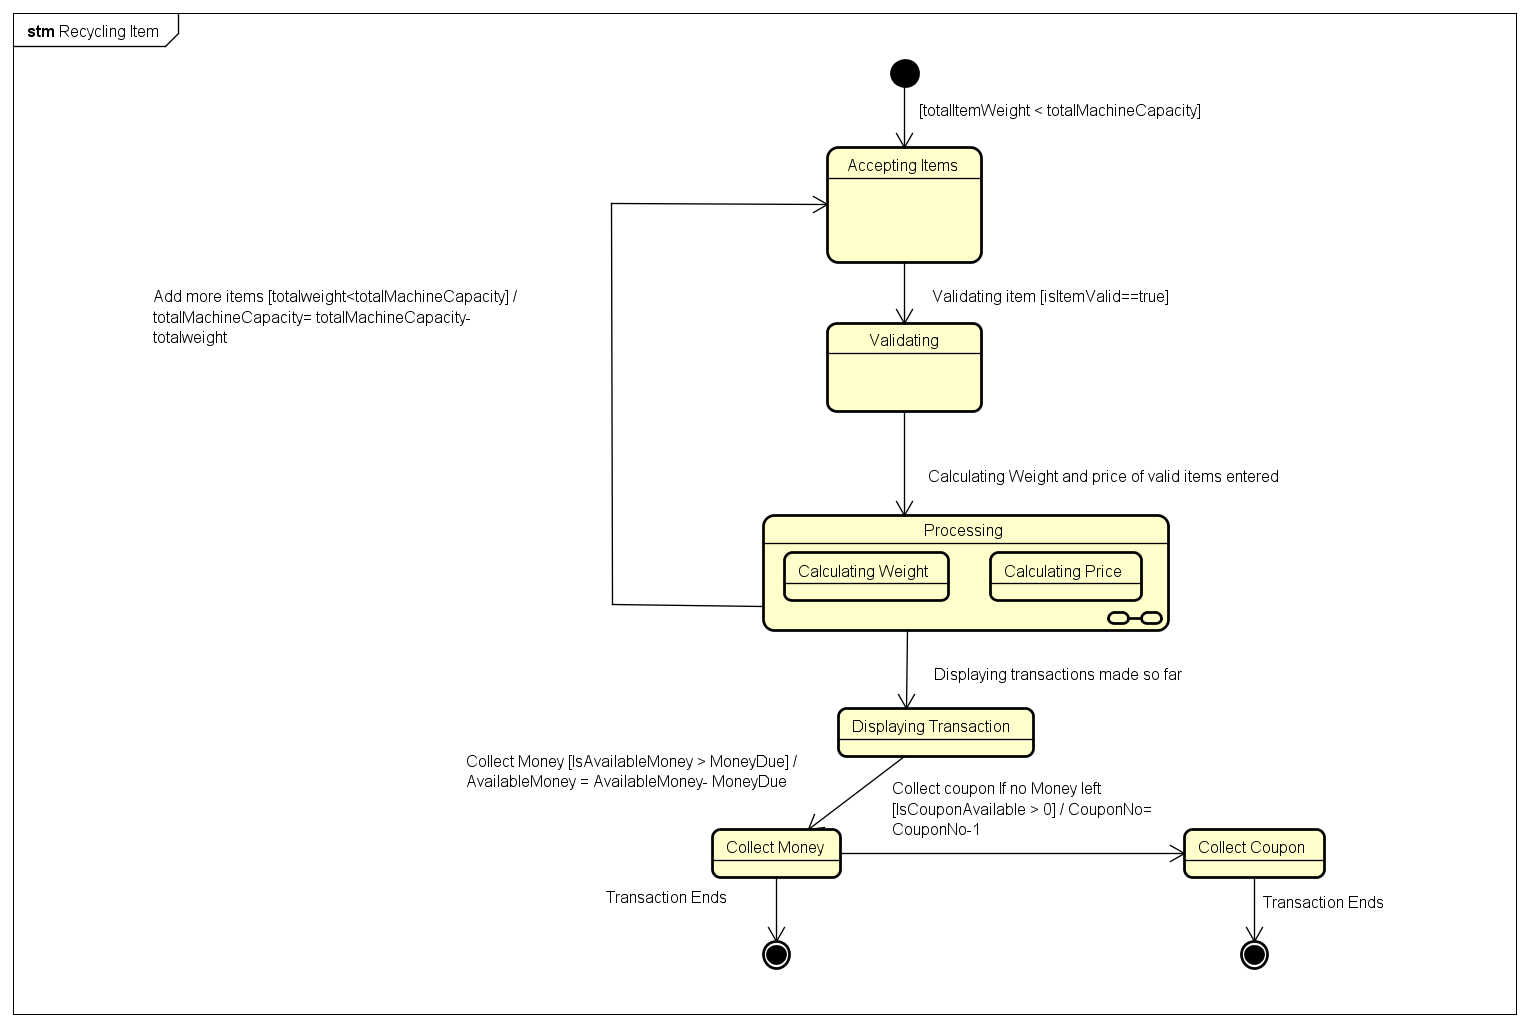 stm Recycling Item
[totalItemWeight < totalMachineCapacity]
Accepting Items
Add more items [totalweight<totalMachineCapacity] /
totalMachineCapacity= totalMachineCapacity-
totalweight
Validating item [isItemValid==true]
Validating
Calculating Weight and price of valid items entered
Processing
Calculating Weight
Calculating Price
Displaying transactions made so far
Displaying Transaction
Collect Money [IsAvailableMoney > MoneyDue] /
AvailableMoney = AvailableMoney- MoneyDue
Collect coupon If no Money left
[IsCouponAvailable > 0] / CouponNo=
CouponNo-1
Collect Money
Collect Coupon
Transaction Ends
Transaction Ends